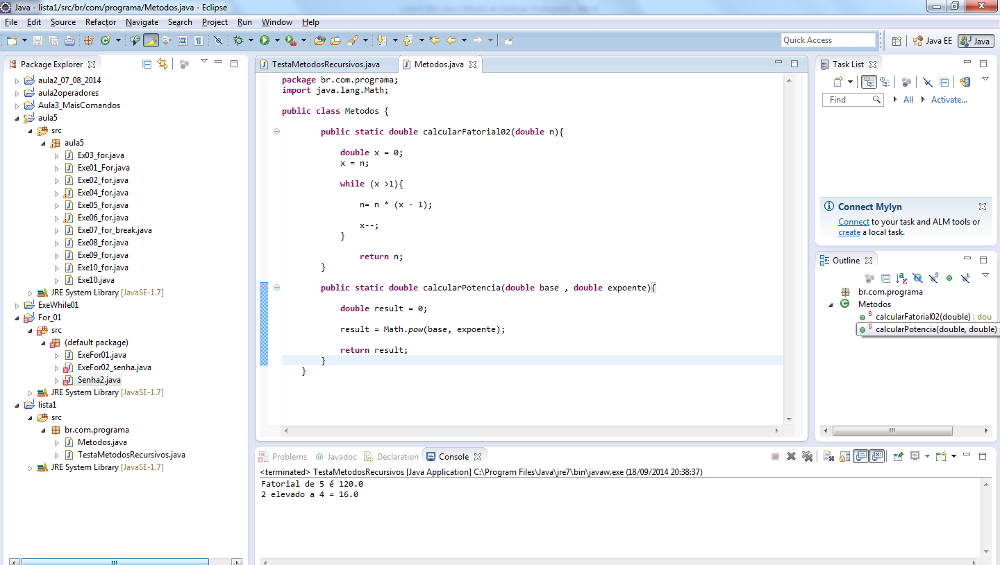 Java - lista1/src/br/com/programa/Metodos.java - Eclipse
File Edit Source Refactor Navigate Search Project Run Window Help
Quick Access
Java EE
Java
Package Explorer
aula2_07_08_2014
aula2operadores
Aula3_MaisComandos
aula5
src
aula5
Ex03_for.java
Exe01_For.java
Exe02_for.java
Exe04_for.java
Exe05_for.java
Exe06_for.java
Exe07_for_break.java
Exe08_for.java
Exe09_for.java
Exe10_for.java
Exe10.java
JRE System Library [JavaSE-1.7]
ExeWhile01
For_01
src
(default package)
ExeFor01.java
ExeFor02_senha.java
Senha2.java
JRE System Library [JavaSE-1.7]
lista1
src
br.com.programa
Metodos.java
TestaMetodosRecursivos.java
JRE System Library [JavaSE-1.7]
TestaMetodosRecursivos.java
Metodos.java
package br.com.programa;
import java.lang.Math;
public class Metodos {
public static double calcularFatorial02(double n){
double x = 0;
x = n;
while (x >1){
n= n * (x - 1);
x--;
}
return n;
}
public static double calcularPotencia(double base , double expoente){
double result = 0;
result = Math.pow(base, expoente);
return result;
}
}
Task List
Find
All
Activate...
Connect Mylyn
Connect to your task and ALM tools or
create a local task.
Outline
br.com.programa
Metodos
calcularFatorial02(double) : dou
calcularPotencia(double, double) :
Problems
Javadoc
Declaration
Console
<terminated> TestaMetodosRecursivos [Java Application] C:\Program Files\Java\jre7\bin\javaw.exe (18/09/2014 20:38:37)
Fatorial de 5 é 120.0
2 elevado a 4 = 16.0